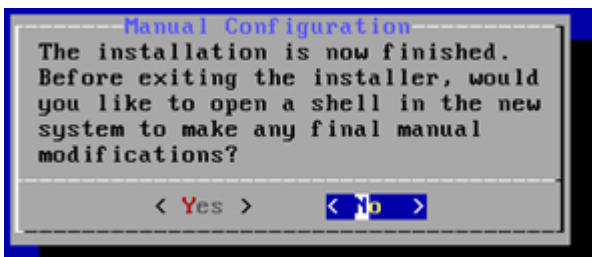 Manual Configuration
The installation is now finished.
Before exiting the installer, would
you like to open a shell in the new
system to make any final manual
modifications?
< Yes > < No >